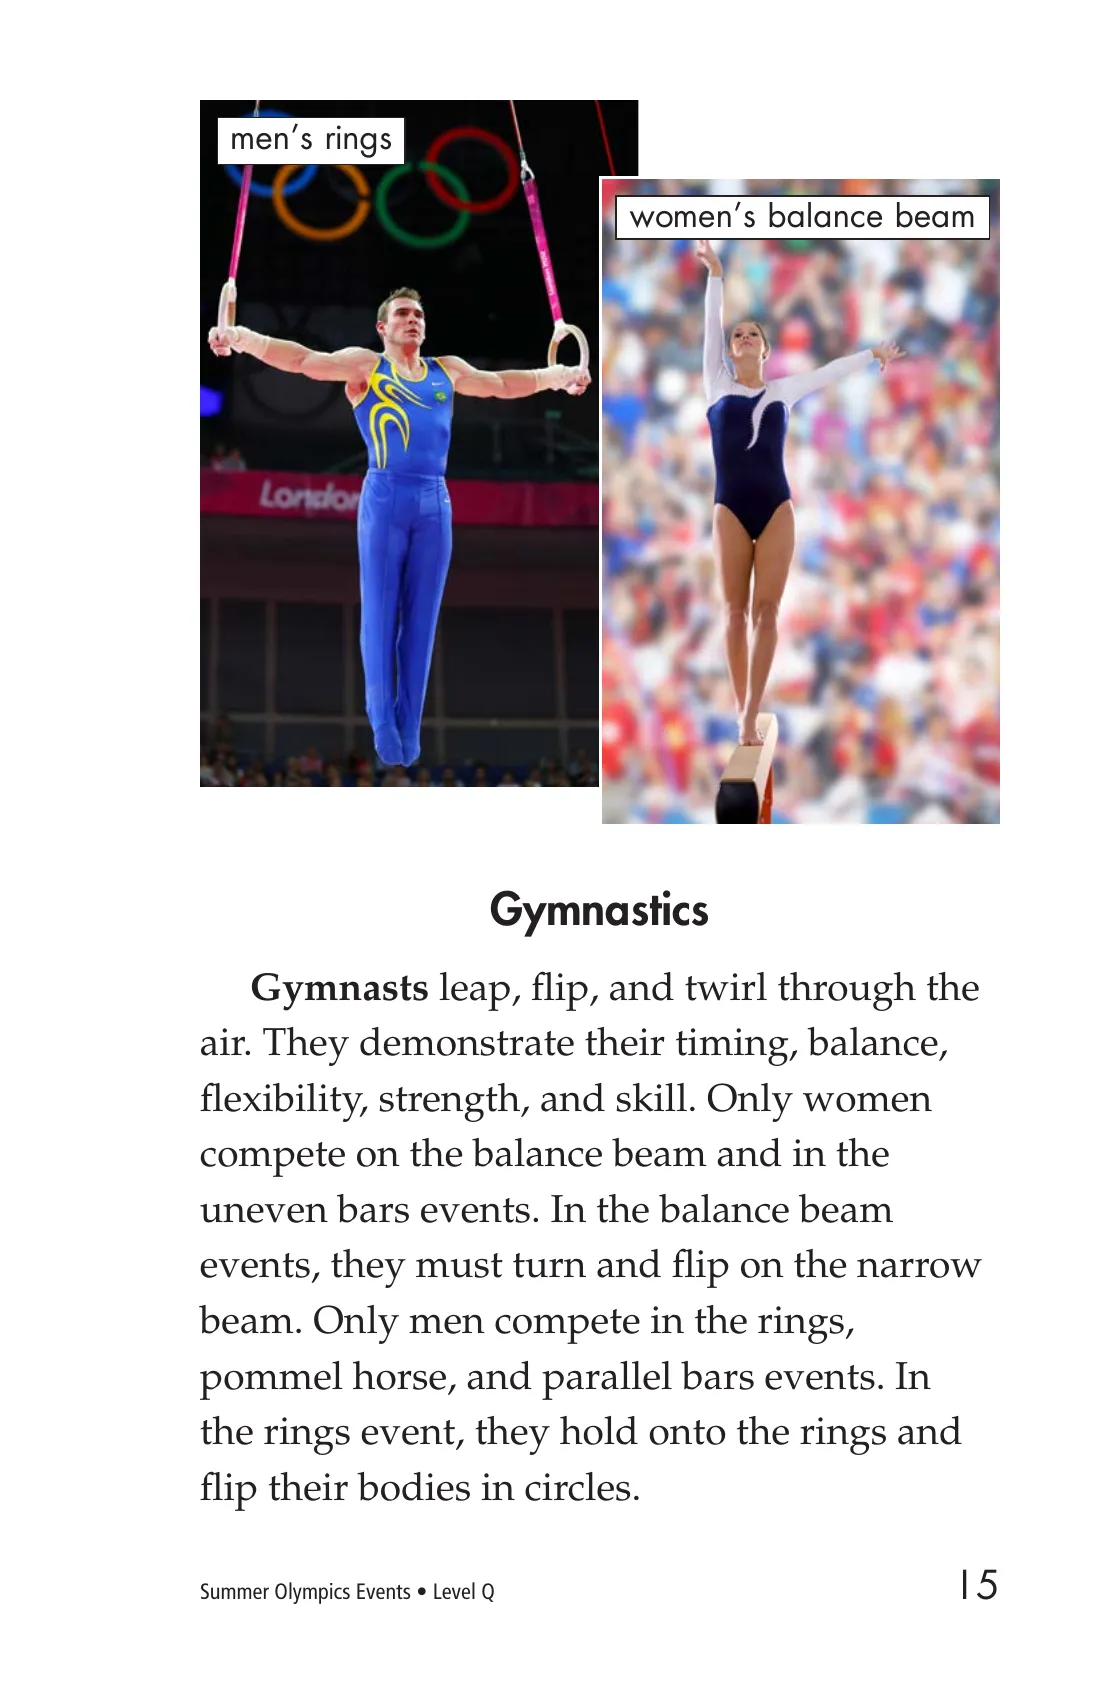 men’s rings
women’s balance beam
London
Gymnastics
Gymnasts leap, flip, and twirl through the
air. They demonstrate their timing, balance,
flexibility, strength, and skill. Only women
compete on the balance beam and in the
uneven bars events. In the balance beam
events, they must turn and flip on the narrow
beam. Only men compete in the rings,
pommel horse, and parallel bars events. In
the rings event, they hold onto the rings and
flip their bodies in circles.
Summer Olympics Events • Level Q
15